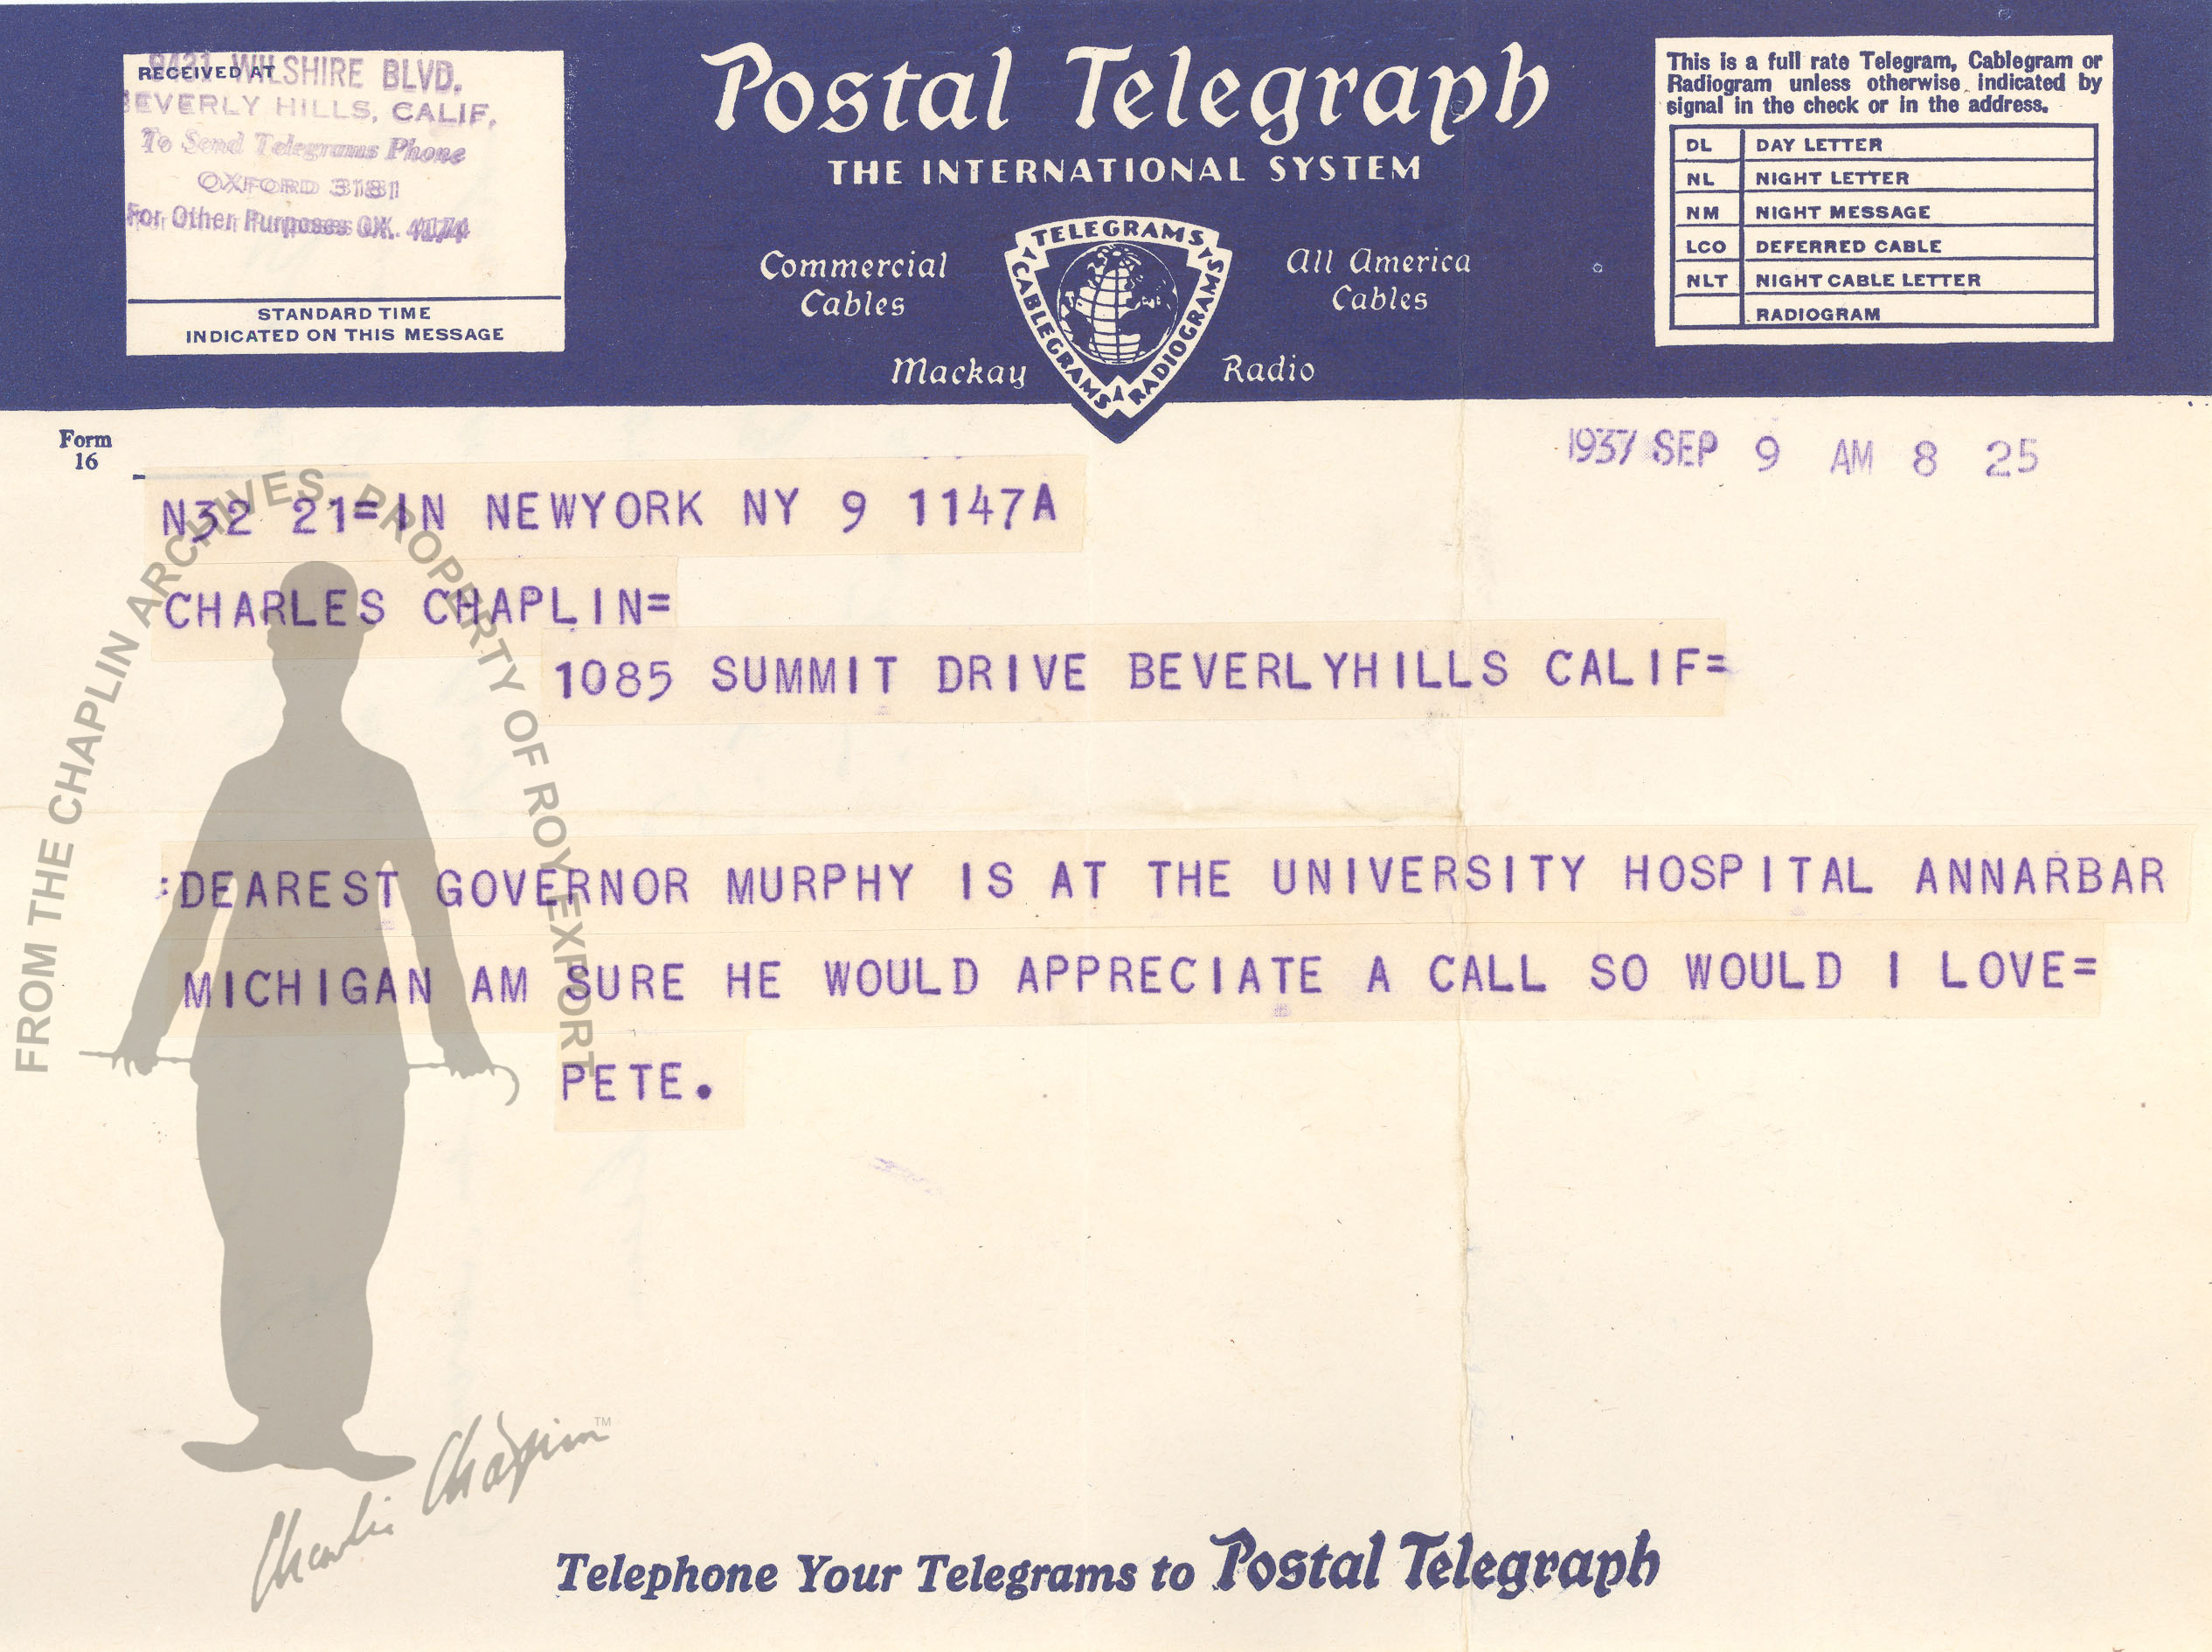 9431 WILSHIRE BLVD.
RECEIVED AT
BEVERLY HILLS, CALIF.
To Send Telegrams Phone
OXFORD 3181
For Other Purposes OX. 4174
STANDARD TIME
INDICATED ON THIS MESSAGE
Postal Telegraph
THE INTERNATIONAL SYSTEM
Commercial
Cables
All America
Cables
Mackay
Radio
TELEGRAMS
CABLEGRAMS
RADIOGRAMS
This is a full rate Telegram, Cablegram or
Radiogram unless otherwise indicated by
signal in the check or in the address.
DL DAY LETTER
NL NIGHT LETTER
NM NIGHT MESSAGE
LCO DEFERRED CABLE
NLT NIGHT CABLE LETTER
RADIOGRAM
Form
16
1937 SEP 9 AM 8 25
N32 21=IN NEWYORK NY 9 1147A
CHARLES CHAPLIN=
1085 SUMMIT DRIVE BEVERLYHILLS CALIF=
:DEAREST GOVERNOR MURPHY IS AT THE UNIVERSITY HOSPITAL ANNARBAR
MICHIGAN AM SURE HE WOULD APPRECIATE A CALL SO WOULD I LOVE=
PETE.
FROM THE CHAPLIN ARCHIVES. PROPERTY OF ROY EXPORT
Charlie Chaplin™
Telephone Your Telegrams to Postal Telegraph